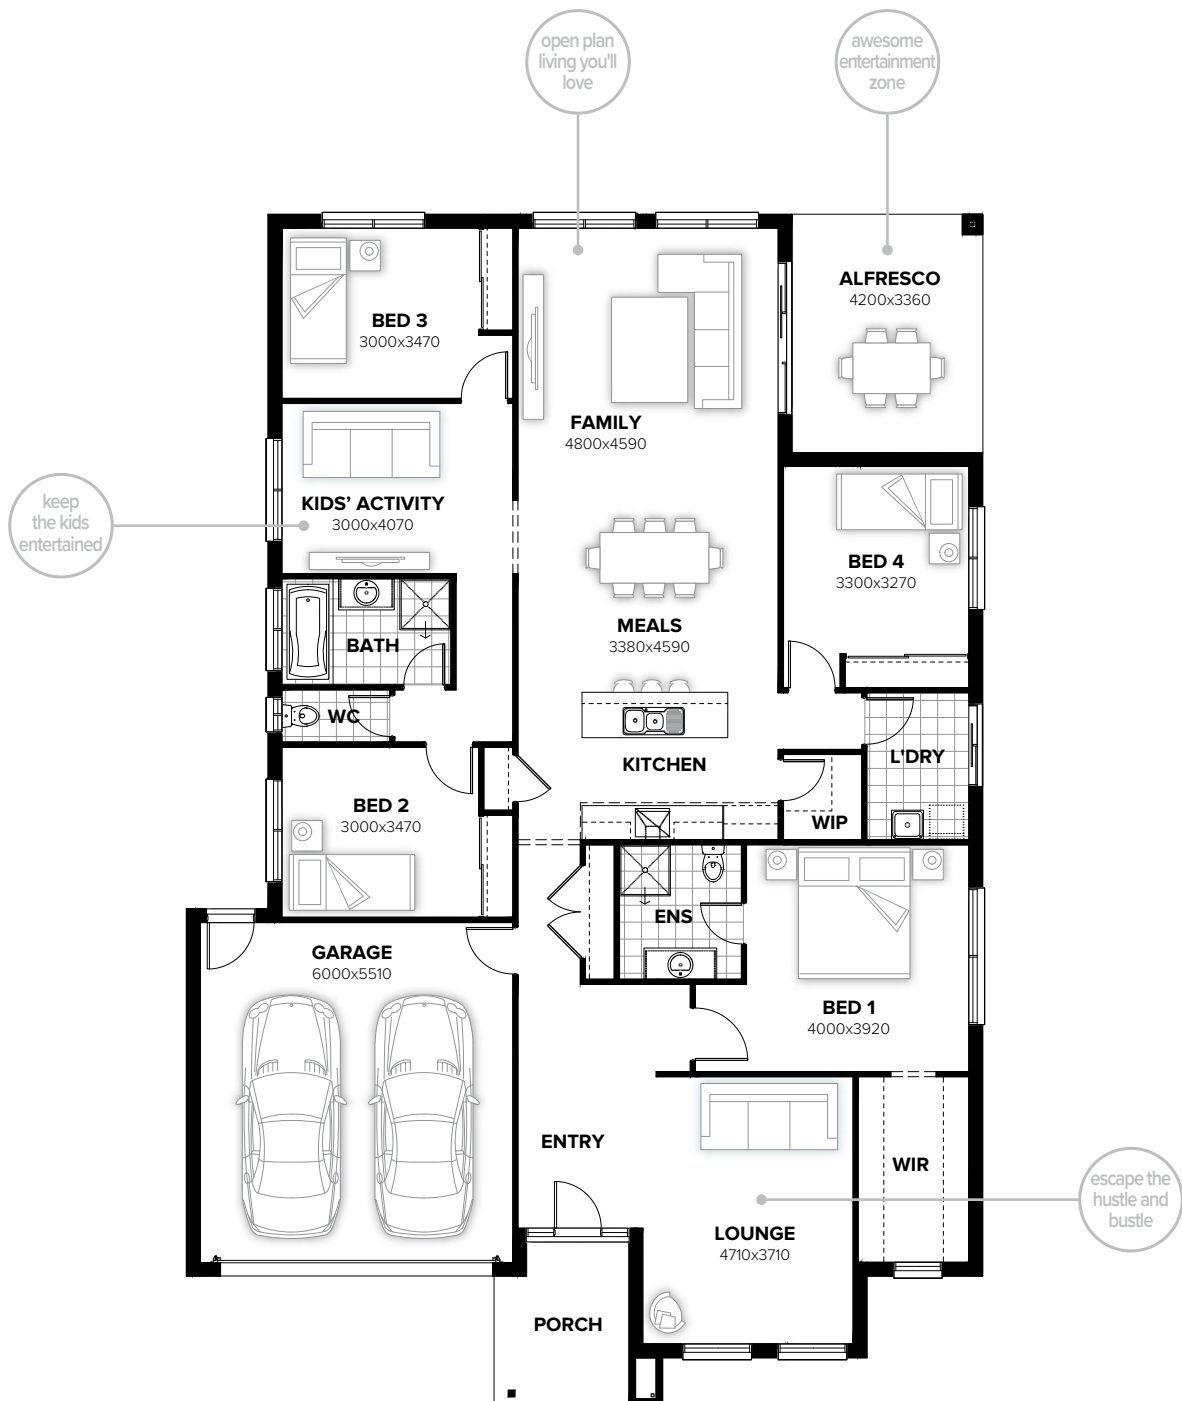 open plan
living you'll
love
awesome
entertainment
zone
ALFRESCO
4200x3360
BED 3
3000x3470
FAMILY
4800x4590
keep
the kids
entertained
KIDS’ ACTIVITY
3000x4070
BED 4
3300x3270
MEALS
3380x4590
BATH
WC
L'DRY
KITCHEN
BED 2
3000x3470
WIP
ENS
GARAGE
6000x5510
BED 1
4000x3920
ENTRY
WIR
escape the
hustle and
bustle
LOUNGE
4710x3710
PORCH